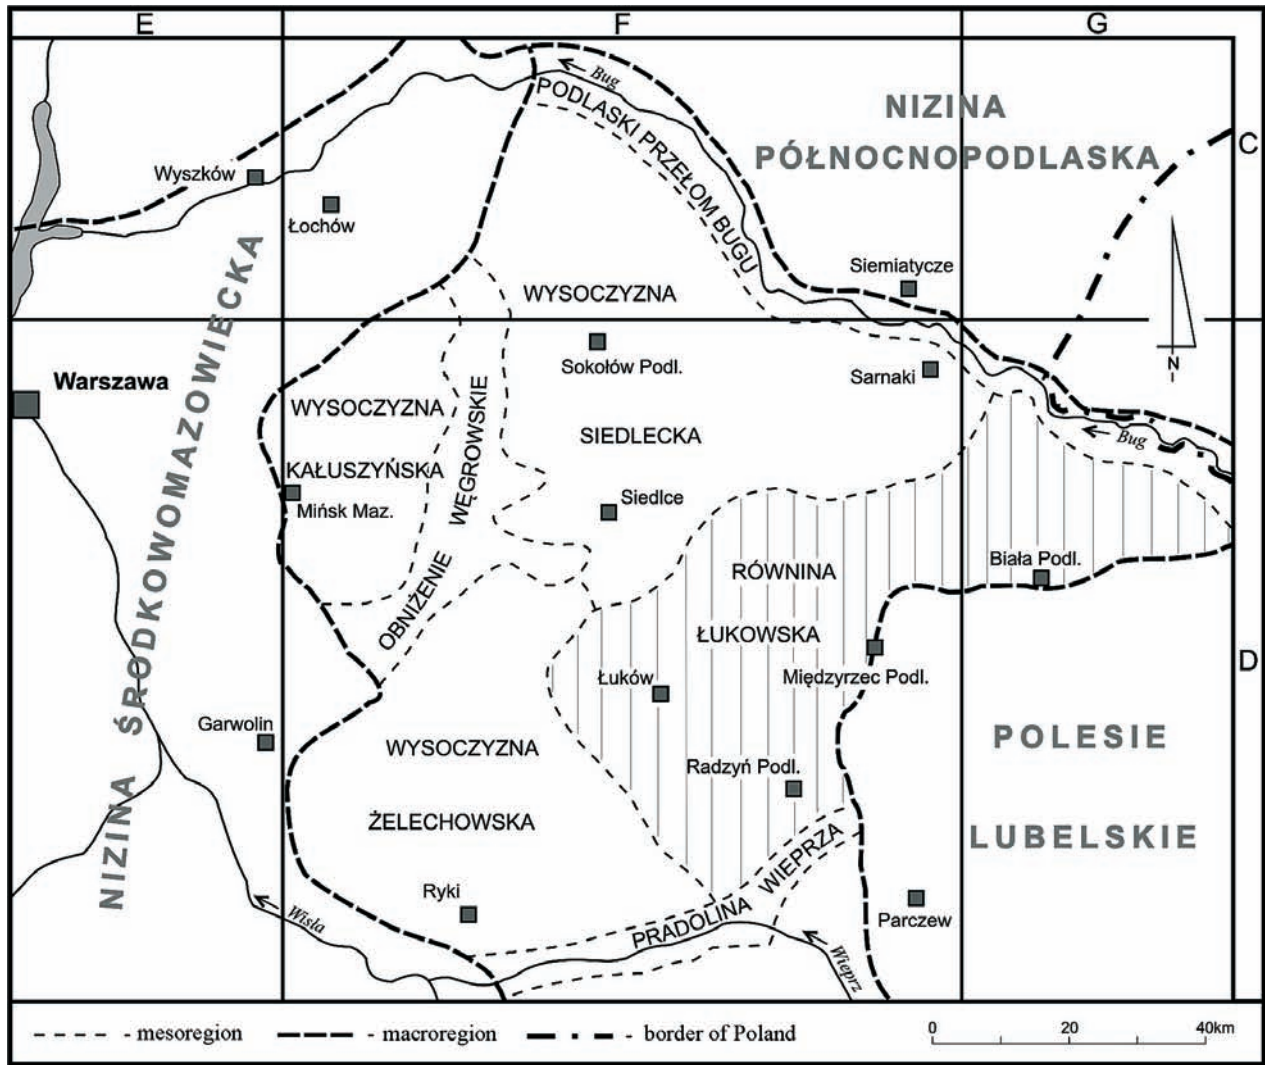 E F G
Bug
PODLASKI PRZEŁOM BUGU
NIZINA
PÓŁNOCNOPODLASKA
C
Wyszków
Łochów
Siemiatycze
WYSOCZYZNA
N
Sokołów Podl.
Sarnaki
Warszawa
NIZINA ŚRODKOWOMAZOWIECKA
WYSOCZYZNA
KAŁUSZYŃSKA
Mińsk Maz.
OBNIŻENIE WĘGROWSKIE
SIEDLECKA
Siedlce
Bug
Biała Podl.
RÓWNINA
ŁUKOWSKA
Łuków
Międzyrzec Podl.
D
Garwolin
WYSOCZYZNA
ŻELECHOWSKA
Radzyń Podl.
POLESIE
LUBELSKIE
Ryki
PRADOLINA WIEPRZA
Parczew
Wisła
Wieprz
- mesoregion - macroregion - border of Poland
0 20 40km